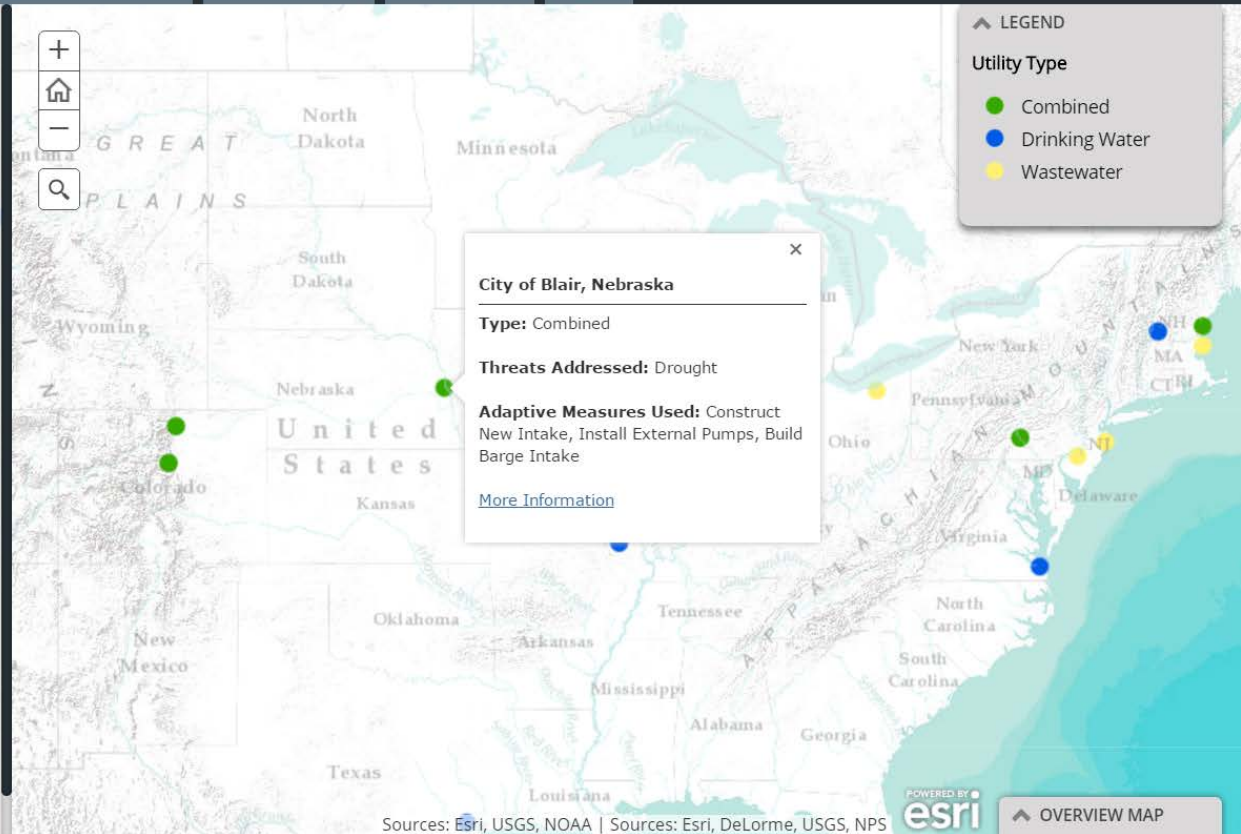 LEGEND
Utility Type
Combined
Drinking Water
Wastewater
+
−
GREAT
PLAINS
North
Dakota
Minnesota
South
Dakota
Wyoming
Nebraska
United
States
Colorado
Kansas
×
City of Blair, Nebraska
Type: Combined
Threats Addressed: Drought
Adaptive Measures Used: Construct
New Intake, Install External Pumps, Build
Barge Intake
More Information
New York
NH
MA
CT
RI
Pennsylvania
Ohio
NJ
MD
Delaware
Virginia
Oklahoma
Tennessee
North
Carolina
Arkansas
New
Mexico
South
Carolina
Mississippi
Alabama
Georgia
Texas
Louisiana
Sources: Esri, USGS, NOAA | Sources: Esri, DeLorme, USGS, NPS
POWERED BY
esri
OVERVIEW MAP